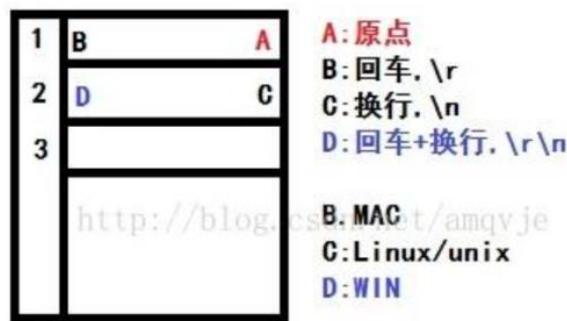 1 B A
2 D C
3
A:原点
B:回车.\r
C:换行.\n
D:回车+换行.\r\n
B.MAC
C:Linux/unix
D:WIN
http://blog.csdn.net/amqvje